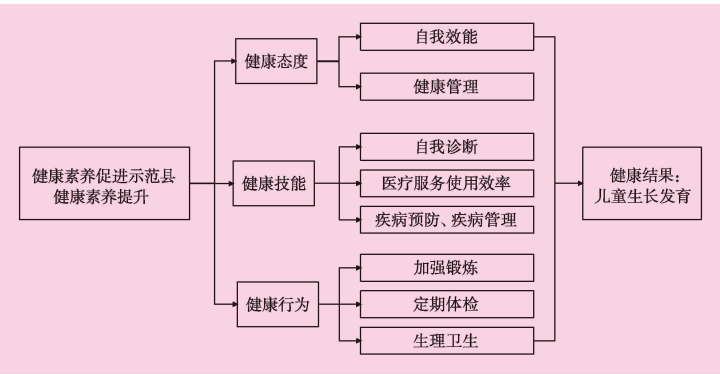 健康素养促进示范县
健康素养提升
健康态度
自我效能
健康管理
健康技能
自我诊断
医疗服务使用效率
疾病预防、疾病管理
健康行为
加强锻炼
定期体检
生理卫生
健康结果：
儿童生长发育